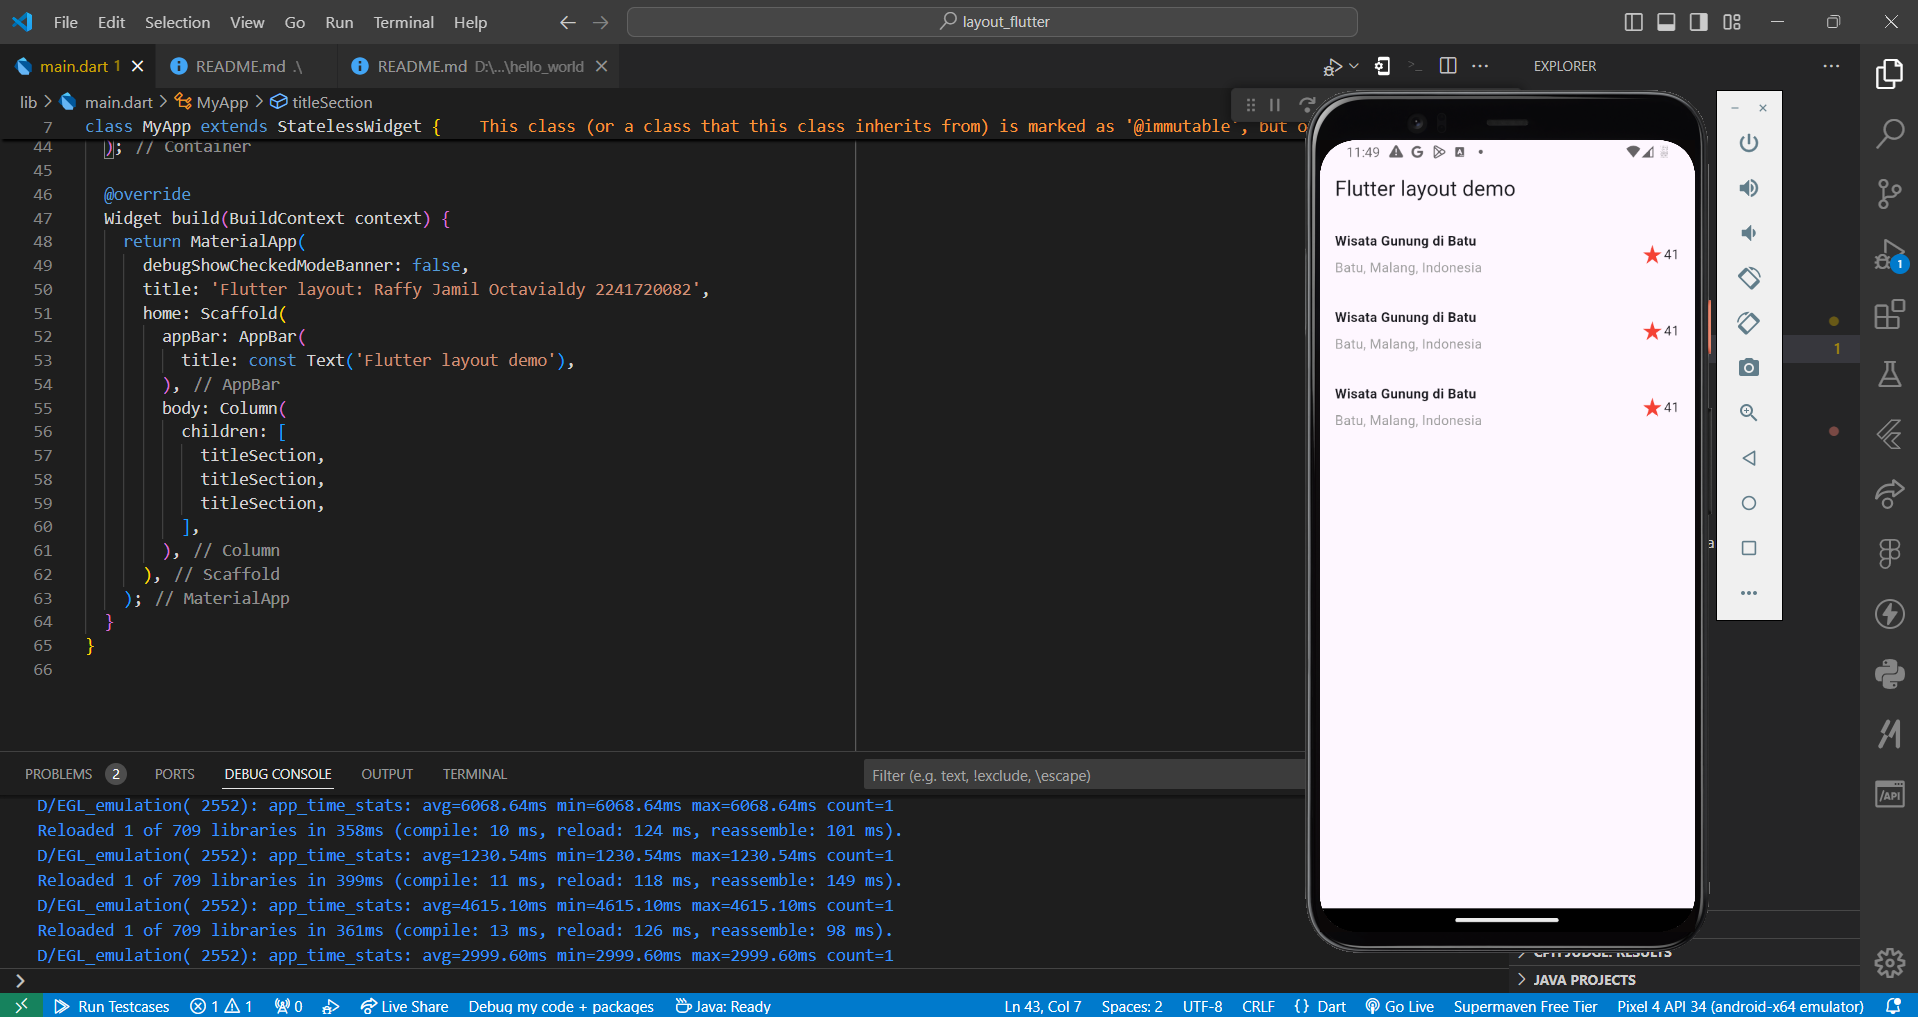 File Edit Selection View Go Run Terminal Help
layout_flutter
main.dart 1
README.md .\
README.md D:\...\hello_world
EXPLORER
lib > main.dart > MyApp > titleSection
7 class MyApp extends StatelessWidget { This class (or a class that this class inherits from) is marked as '@immutable', but o
44 ); // Container
45
46 @override
47 Widget build(BuildContext context) {
48 return MaterialApp(
49 debugShowCheckedModeBanner: false,
50 title: 'Flutter layout: Raffy Jamil Octavialdy 2241720082',
51 home: Scaffold(
52 appBar: AppBar(
53 title: const Text('Flutter layout demo'),
54 ), // AppBar
55 body: Column(
56 children: [
57 titleSection,
58 titleSection,
59 titleSection,
60 ],
61 ), // Column
62 ), // Scaffold
63 ); // MaterialApp
64 }
65 }
66
11:49
Flutter layout demo
Wisata Gunung di Batu
Batu, Malang, Indonesia
41
Wisata Gunung di Batu
Batu, Malang, Indonesia
41
Wisata Gunung di Batu
Batu, Malang, Indonesia
41
1
1
PROBLEMS 2 PORTS DEBUG CONSOLE OUTPUT TERMINAL
Filter (e.g. text, !exclude, \escape)
D/EGL_emulation( 2552): app_time_stats: avg=6068.64ms min=6068.64ms max=6068.64ms count=1
Reloaded 1 of 709 libraries in 358ms (compile: 10 ms, reload: 124 ms, reassemble: 101 ms).
D/EGL_emulation( 2552): app_time_stats: avg=1230.54ms min=1230.54ms max=1230.54ms count=1
Reloaded 1 of 709 libraries in 399ms (compile: 11 ms, reload: 118 ms, reassemble: 149 ms).
D/EGL_emulation( 2552): app_time_stats: avg=4615.10ms min=4615.10ms max=4615.10ms count=1
Reloaded 1 of 709 libraries in 361ms (compile: 13 ms, reload: 126 ms, reassemble: 98 ms).
D/EGL_emulation( 2552): app_time_stats: avg=2999.60ms min=2999.60ms max=2999.60ms count=1
/API
CPH JUDGE: RESULTS
JAVA PROJECTS
Run Testcases 1 1 0 Live Share Debug my code + packages Java: Ready Ln 43, Col 7 Spaces: 2 UTF-8 CRLF {} Dart Go Live Supermaven Free Tier Pixel 4 API 34 (android-x64 emulator)